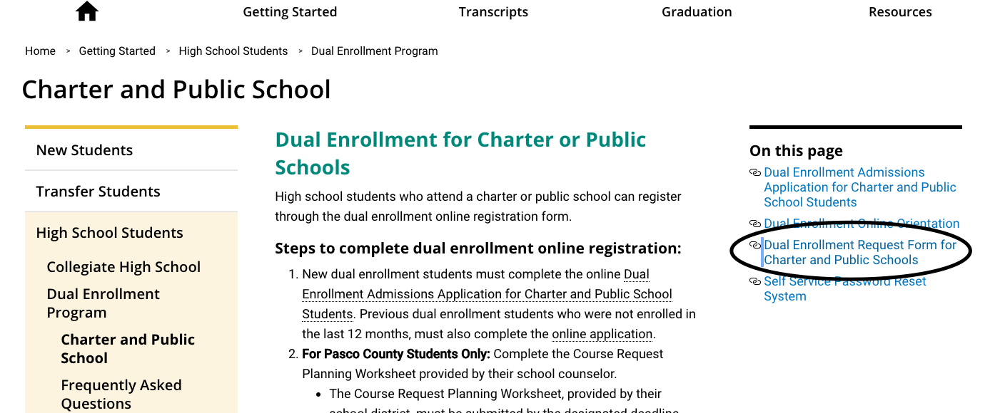 Getting Started
Transcripts
Graduation
Resources
Home > Getting Started > High School Students > Dual Enrollment Program
Charter and Public School
New Students
Transfer Students
High School Students
Collegiate High School
Dual Enrollment
Program
Charter and Public
School
Frequently Asked
Questions
Dual Enrollment for Charter or Public
Schools
High school students who attend a charter or public school can register
through the dual enrollment online registration form.
Steps to complete dual enrollment online registration:
1. New dual enrollment students must complete the online Dual
Enrollment Admissions Application for Charter and Public School
Students. Previous dual enrollment students who were not enrolled in
the last 12 months, must also complete the online application.
2. For Pasco County Students Only: Complete the Course Request
Planning Worksheet provided by their school counselor.
• The Course Request Planning Worksheet, provided by their
school district, must be submitted by the designated deadline
On this page
Dual Enrollment Admissions
Application for Charter and Public
School Students
Dual Enrollment Online Orientation
Dual Enrollment Request Form for
Charter and Public Schools
Self Service Password Reset
System